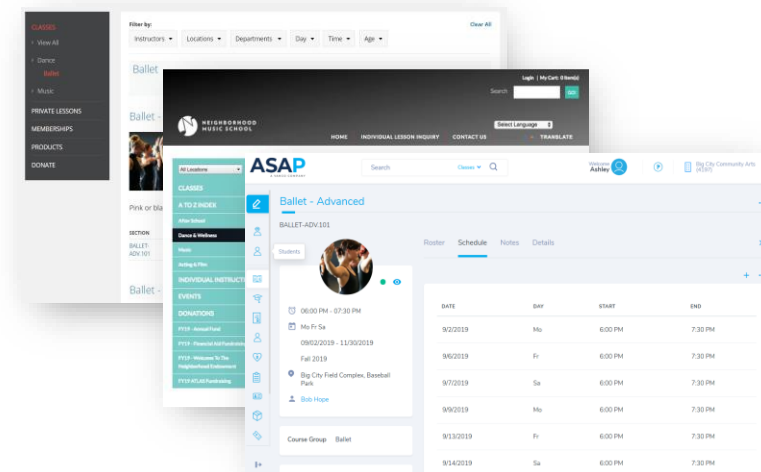 CLASSES
› View All
› Dance
Ballet
› Music
PRIVATE LESSONS
MEMBERSHIPS
PRODUCTS
DONATE
Filter by:
Clear All
Instructors
Locations
Departments
Day
Time
Age
Ballet
Ballet -
Pink or bla
SECTION
BALLET-
ADV.101
Ballet -
Login | My Cart: 0 item(s)
Search
GO!
NEIGHBORHOOD
MUSIC SCHOOL
Select Language
HOME
INDIVIDUAL LESSON INQUIRY
CONTACT US
TRANSLATE
All Locations
CLASSES
A TO Z INDEX
After School
Dance & Wellness
Music
Acting & Film
INDIVIDUAL INSTRUCTI
EVENTS
DONATIONS
FY19 - Annual Fund
FY19 - Financial Aid Fundraising
FY19 - Welcome To The
Neighborhood Endowment
FY19 ATLAS Fundraising
ASAP
Search
Classes
Welcome
Ashley
Big City Community Arts
Ballet - Advanced
BALLET-ADV.101
Students
Roster
Schedule
Notes
Details
06:00 PM - 07:30 PM
Mo Fr Sa
09/02/2019 - 11/30/2019
Fall 2019
Big City Field Complex, Baseball
Park
Bob Hope
Course Group Ballet
DATE DAY START END
9/2/2019 Mo 6:00 PM 7:30 PM
9/6/2019 Fr 6:00 PM 7:30 PM
9/7/2019 Sa 6:00 PM 7:30 PM
9/9/2019 Mo 6:00 PM 7:30 PM
9/13/2019 Fr 6:00 PM 7:30 PM
9/14/2019 Sa 6:00 PM 7:30 PM